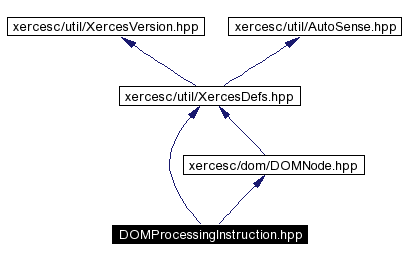 xercesc/util/XercesVersion.hpp
xercesc/util/AutoSense.hpp
xercesc/util/XercesDefs.hpp
xercesc/dom/DOMNode.hpp
DOMProcessingInstruction.hpp